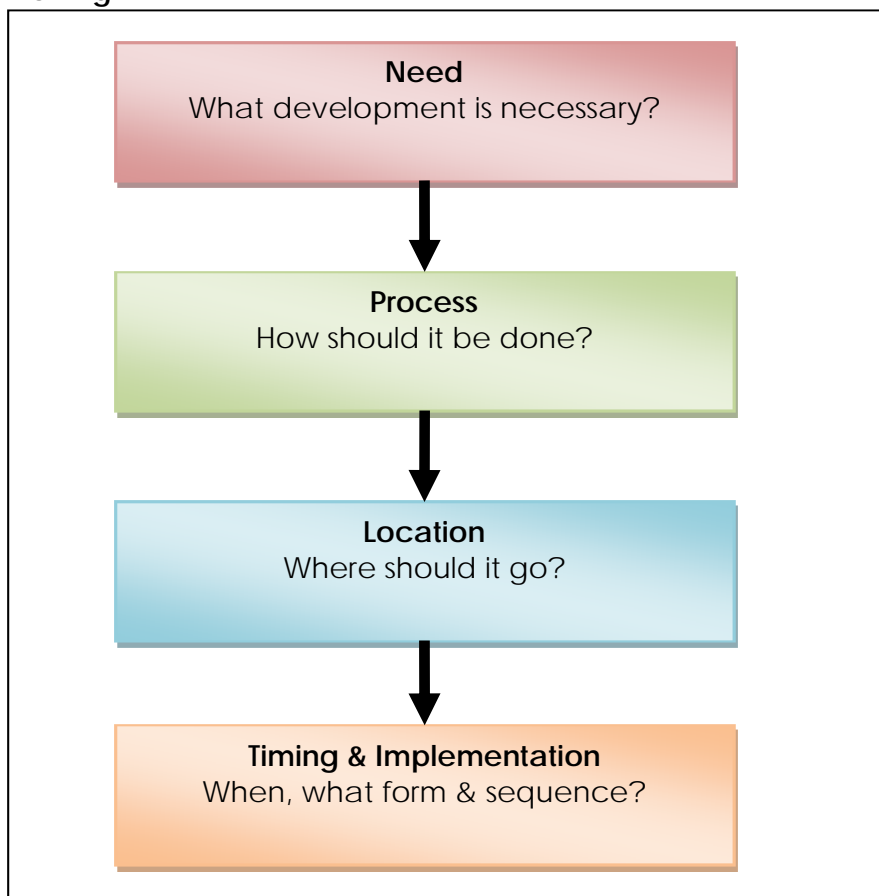 Need
What development is necessary?
Process
How should it be done?
Location
Where should it go?
Timing & Implementation
When, what form & sequence?